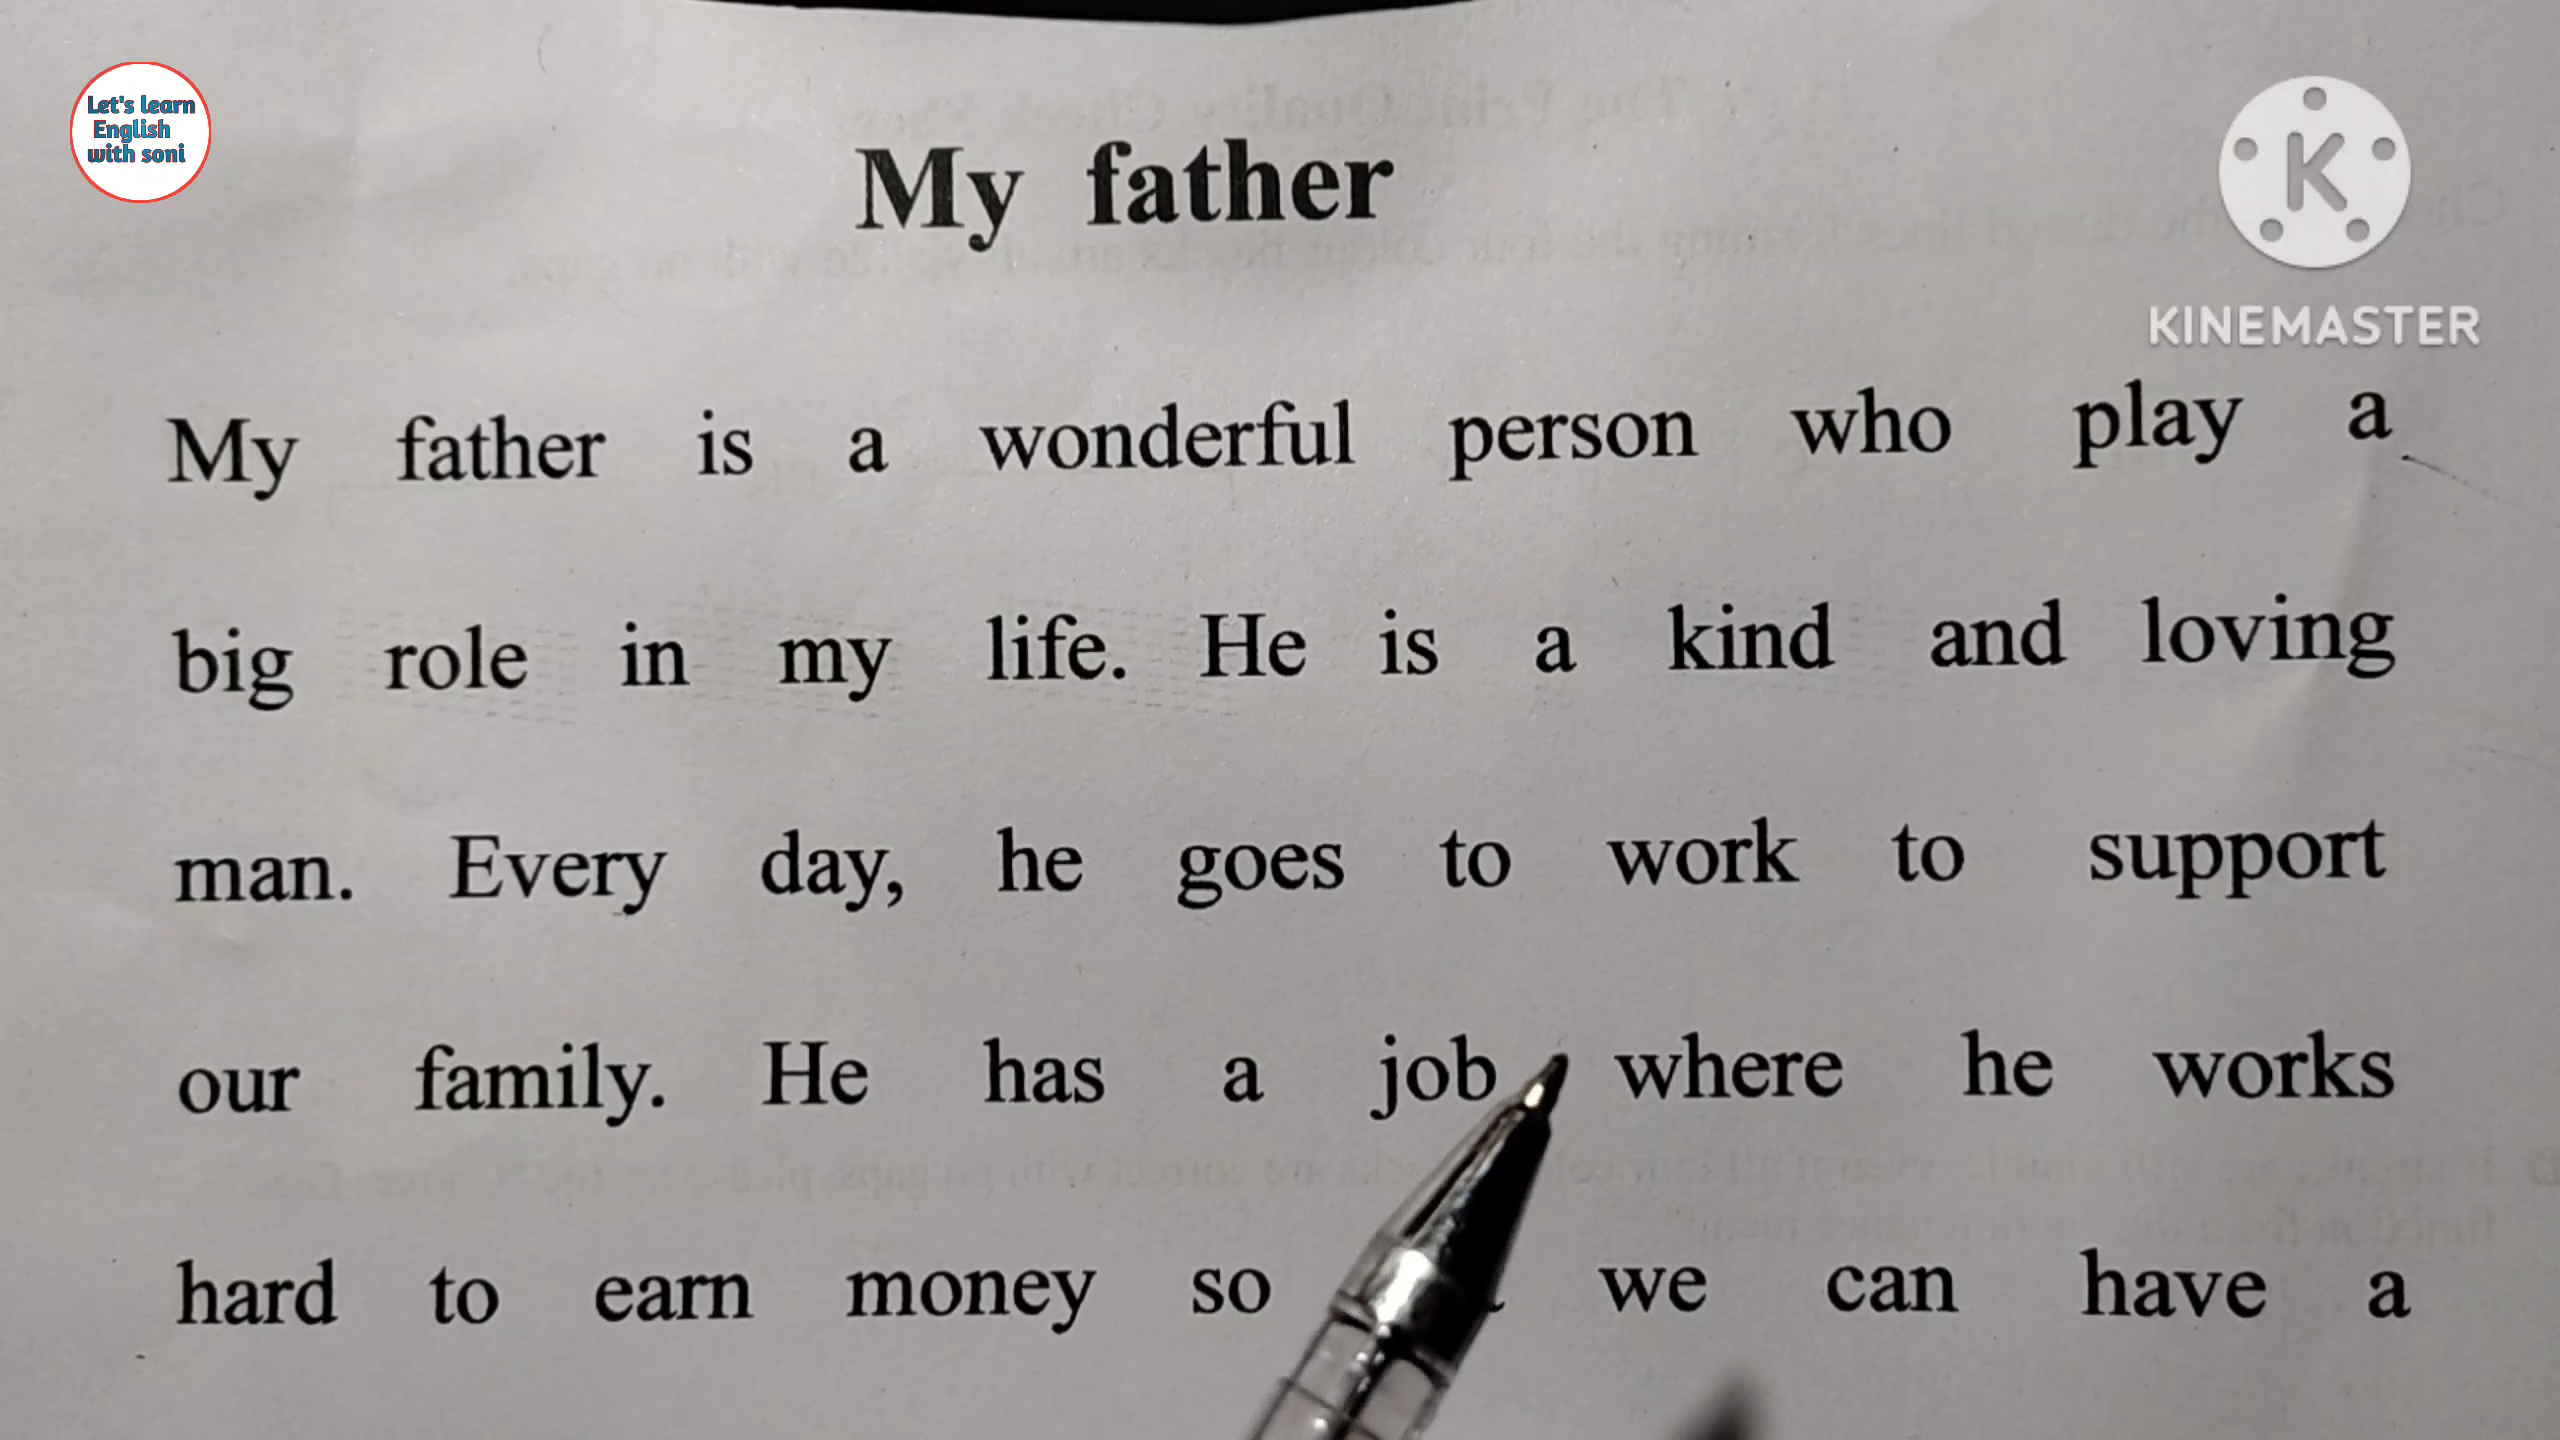 Let's learn
English
with soni
KINEMASTER
My father
My father is a wonderful person who play a
big role in my life. He is a kind and loving
man. Every day, he goes to work to support
our family. He has a job where he works
hard to earn money so we can have a